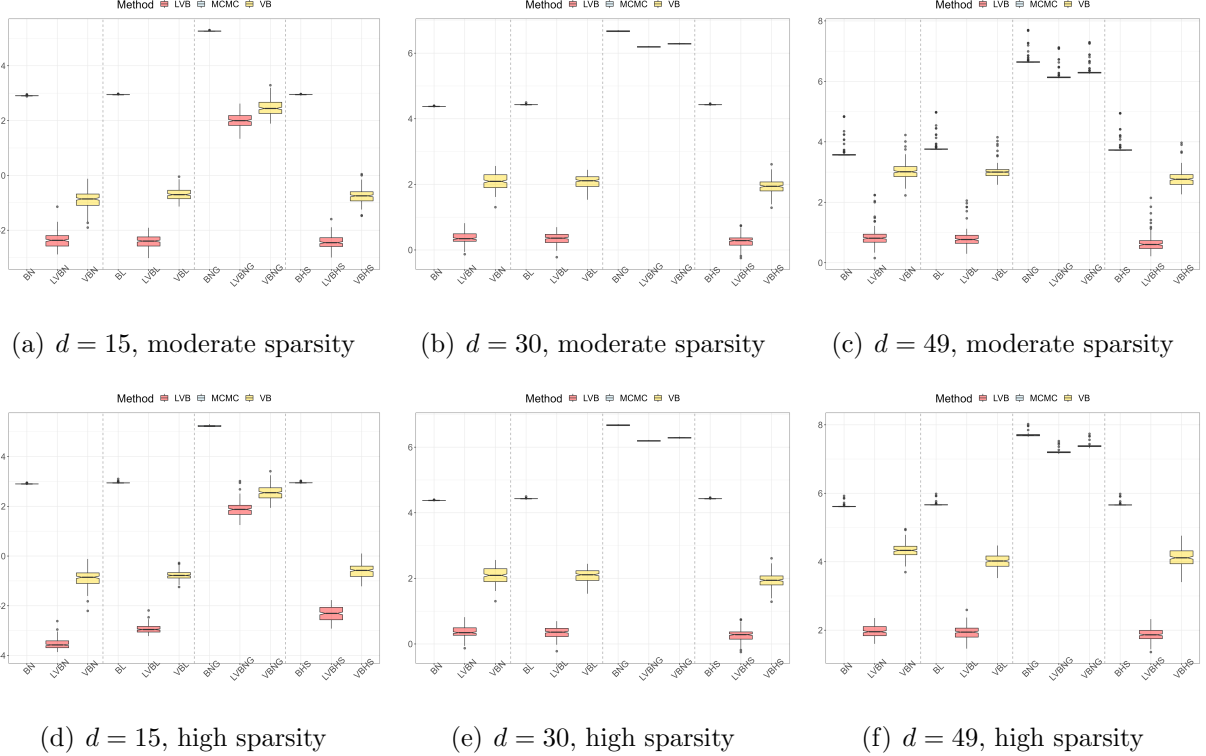 Method LVB MCMC VB
Method LVB MCMC VB
Method LVB MCMC VB
4
2
0
2
BN LVBN VBN BL LVBL VBL BNG LVBNG VBNG BHS LVBHS VBHS
6
4
2
0
BN LVBN VBN BL LVBL VBL BNG LVBNG VBNG BHS LVBHS VBHS
8
6
4
2
0
BN LVBN VBN BL LVBL VBL BNG LVBNG VBNG BHS LVBHS VBHS
(a) d = 15, moderate sparsity
(b) d = 30, moderate sparsity
(c) d = 49, moderate sparsity
Method LVB MCMC VB
Method LVB MCMC VB
Method LVB MCMC VB
4
2
0
2
4
BN LVBN VBN BL LVBL VBL BNG LVBNG VBNG BHS LVBHS VBHS
6
4
2
0
BN LVBN VBN BL LVBL VBL BNG LVBNG VBNG BHS LVBHS VBHS
8
6
4
2
BN LVBN VBN BL LVBL VBL BNG LVBNG VBNG BHS LVBHS VBHS
(d) d = 15, high sparsity
(e) d = 30, high sparsity
(f) d = 49, high sparsity